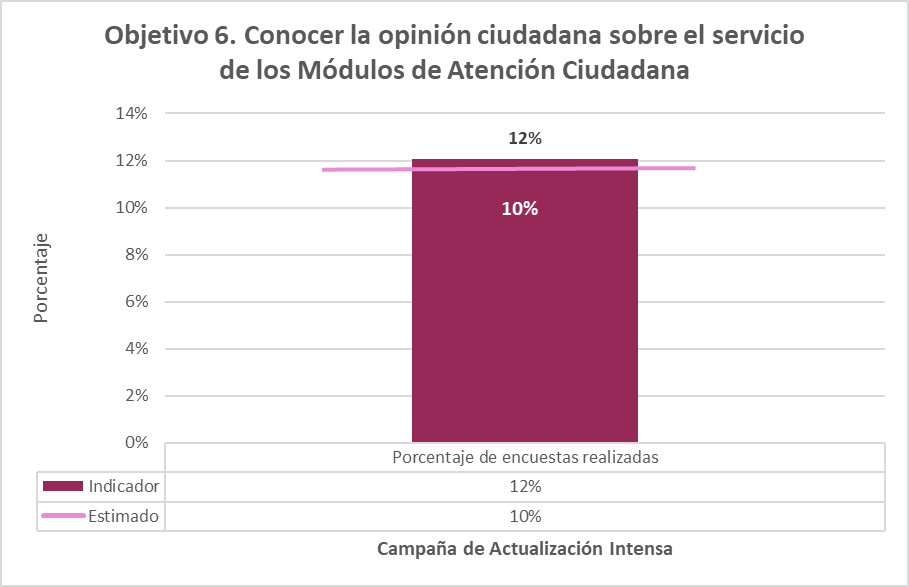 Objetivo 6. Conocer la opinión ciudadana sobre el servicio
de los Módulos de Atención Ciudadana
Porcentaje
14%
12%
10%
8%
6%
4%
2%
0%
12%
10%
Porcentaje de encuestas realizadas
Indicador 12%
Estimado 10%
Campaña de Actualización Intensa